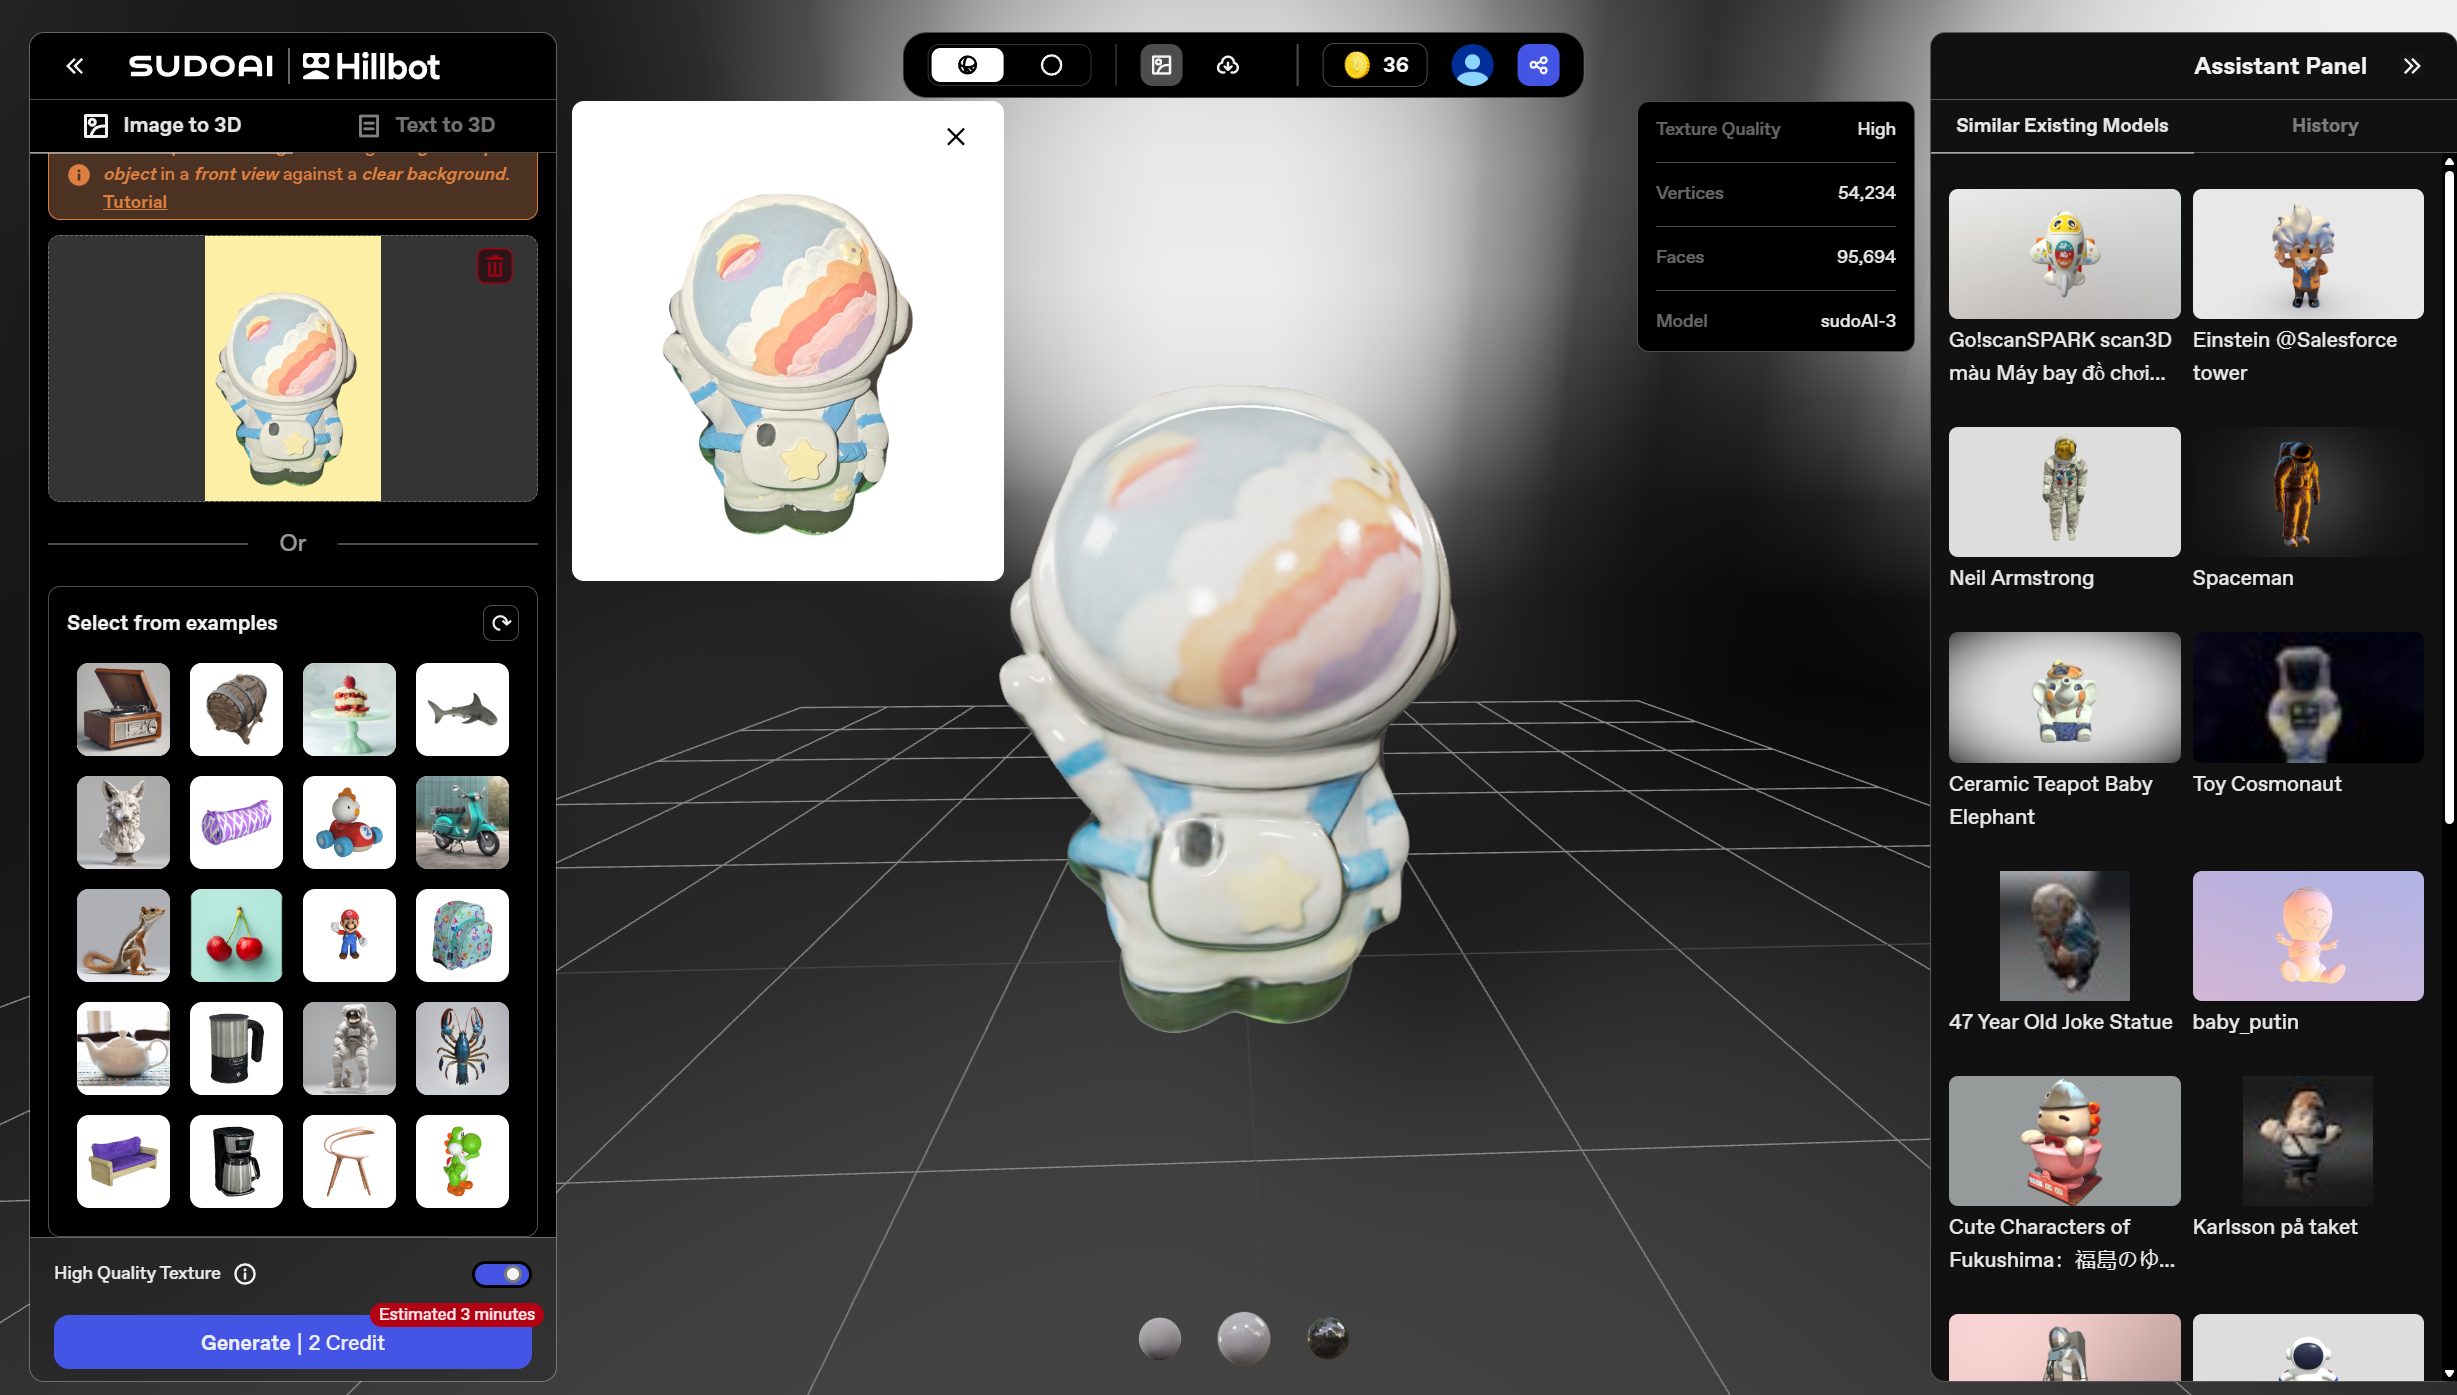 SUDOAI | Hillbot
Image to 3D
Text to 3D
object in a front view against a clear background.
Tutorial
Or
Select from examples
High Quality Texture
Estimated 3 minutes
Generate | 2 Credit
36
Texture Quality High
Vertices 54,234
Faces 95,694
Model sudoAI-3
Assistant Panel
Similar Existing Models
History
Go!scanSPARK scan3D
màu Máy bay đồ chơi...
Einstein @Salesforce
tower
Neil Armstrong
Spaceman
Ceramic Teapot Baby
Elephant
Toy Cosmonaut
47 Year Old Joke Statue
baby_putin
Cute Characters of
Fukushima：福島のゆ...
Karlsson på taket